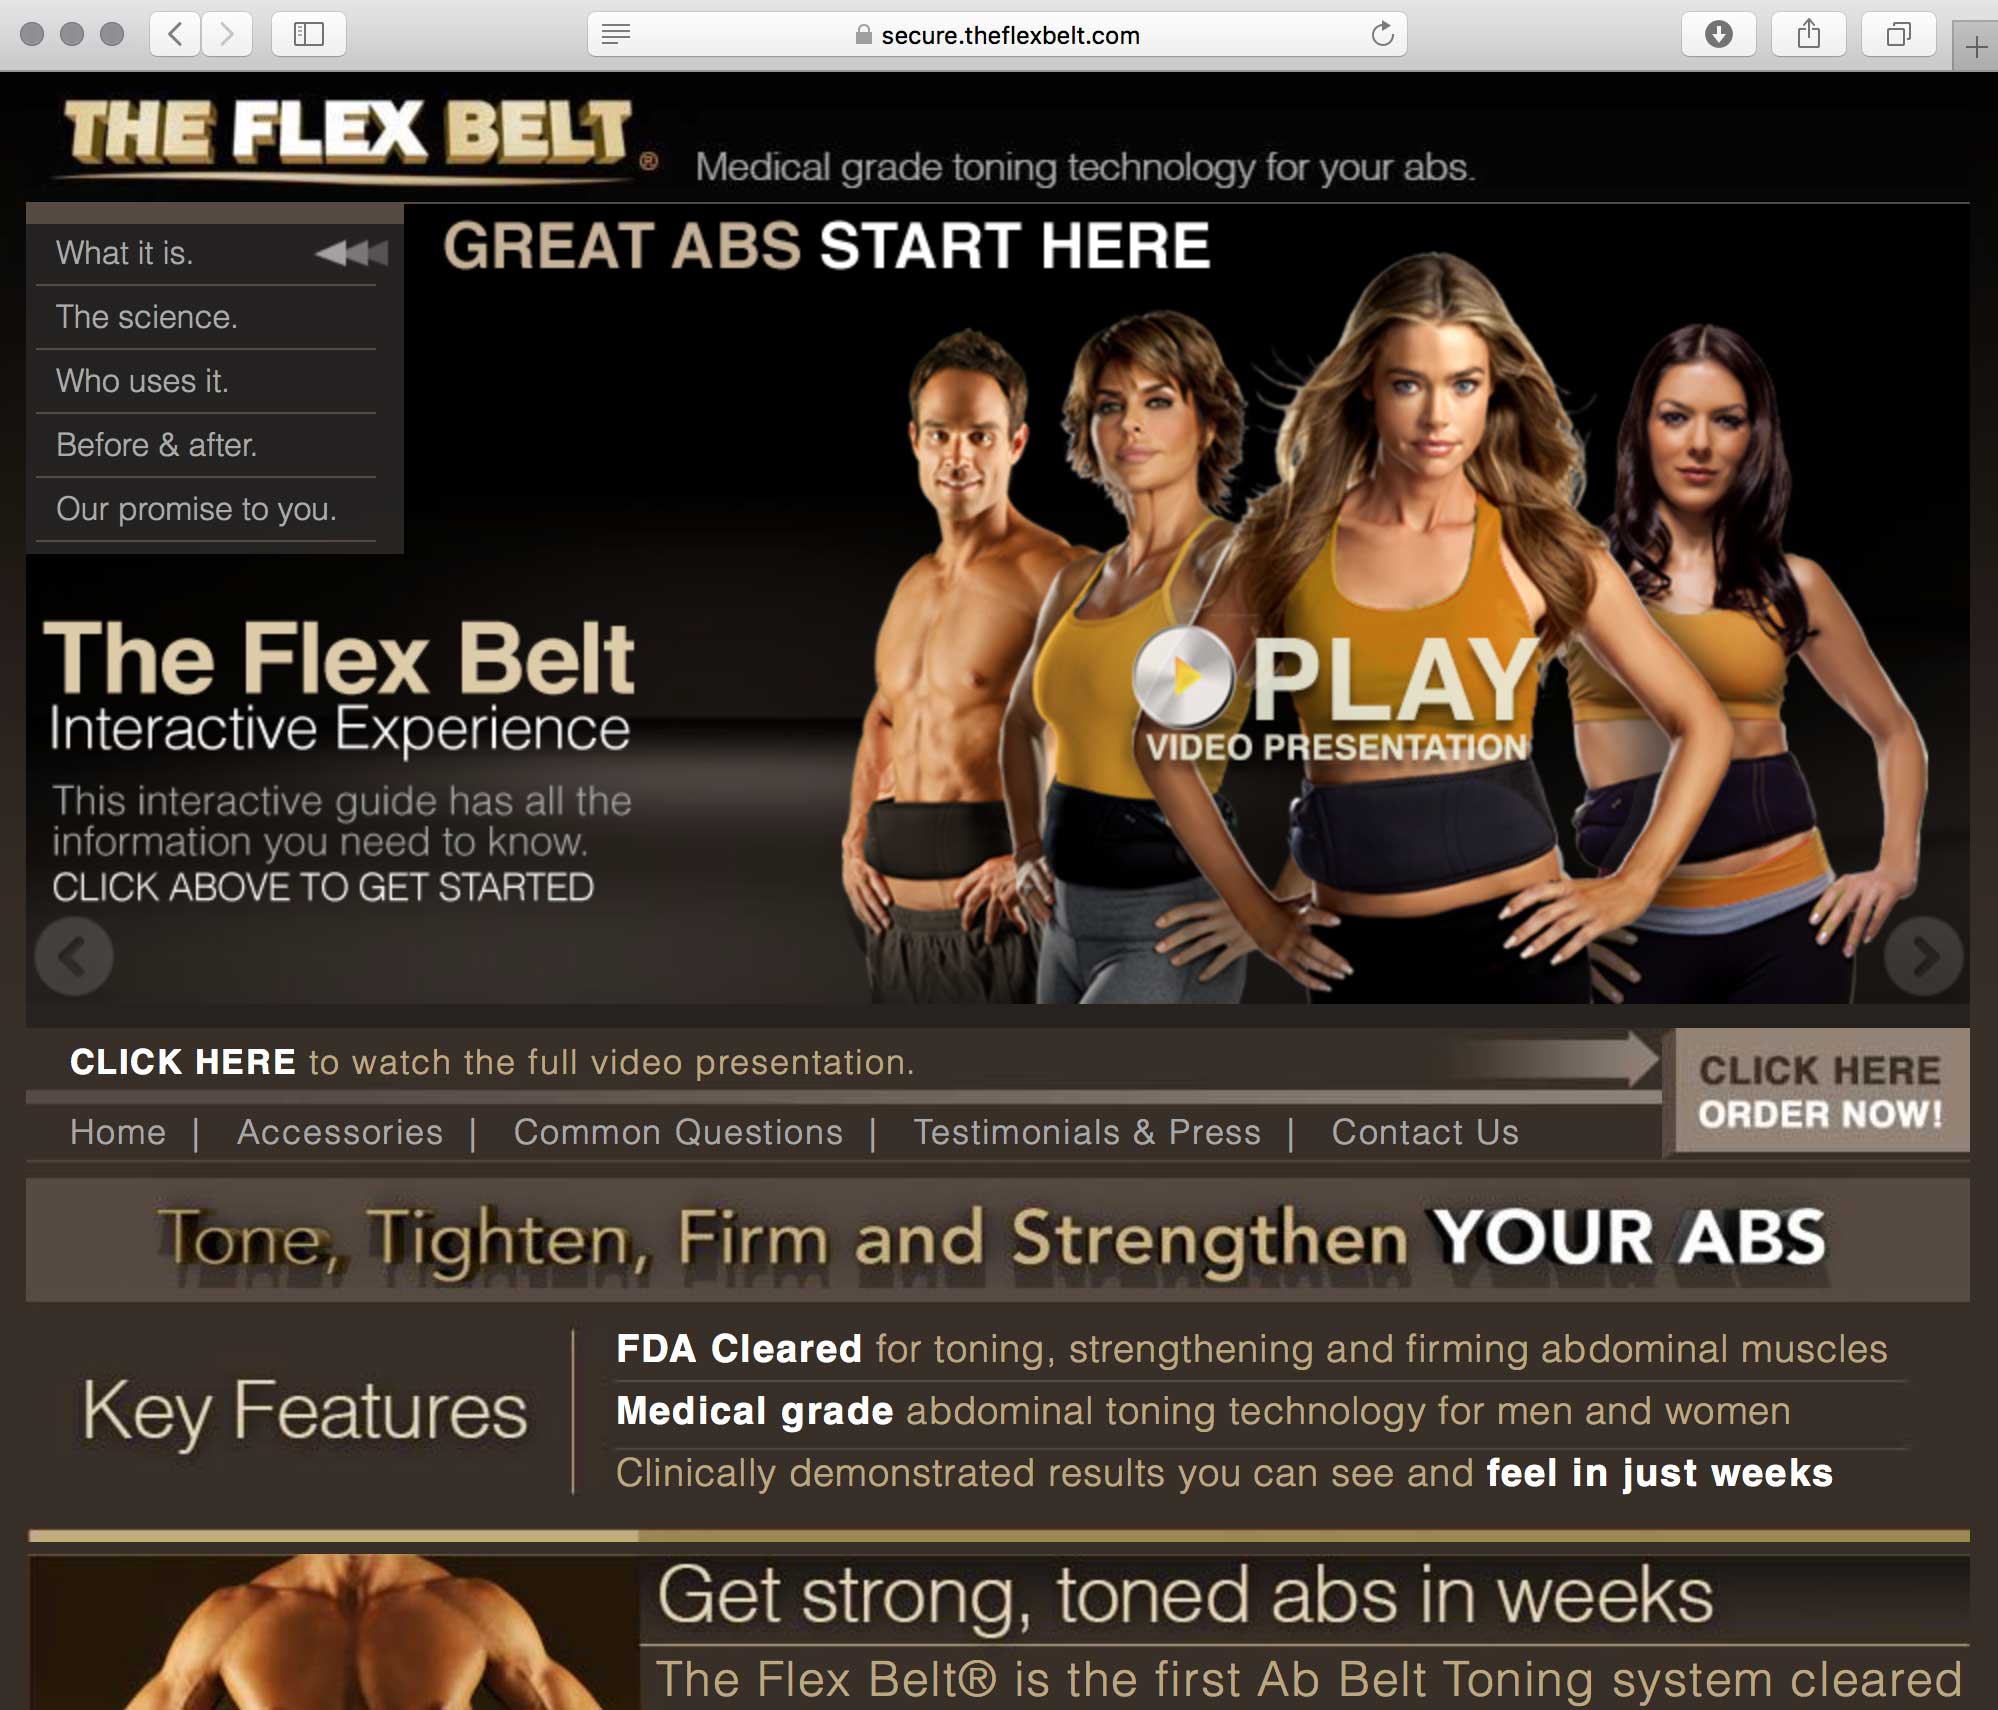 secure.theflexbelt.com
THE FLEX BELT®
Medical grade toning technology for your abs.
What it is.
The science.
Who uses it.
Before & after.
Our promise to you.
GREAT ABS START HERE
PLAY
VIDEO PRESENTATION
The Flex Belt
Interactive Experience
This interactive guide has all the
information you need to know.
CLICK ABOVE TO GET STARTED
CLICK HERE to watch the full video presentation.
CLICK HERE
ORDER NOW!
Home | Accessories | Common Questions | Testimonials & Press | Contact Us
Tone, Tighten, Firm and Strengthen YOUR ABS
Key Features
FDA Cleared for toning, strengthening and firming abdominal muscles
Medical grade abdominal toning technology for men and women
Clinically demonstrated results you can see and feel in just weeks
Get strong, toned abs in weeks
The Flex Belt® is the first Ab Belt Toning system cleared